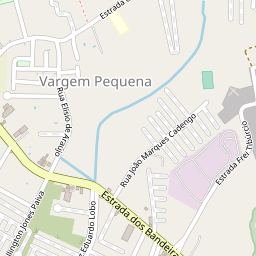 Estrada
Vargem Pequena
Rua Elísio de Araújo
Rua João Marques Cadengo
Estrada Frei Tibúrcio
Estrada dos Bandeira
llington Jones Paiva
z Eduardo Lobo